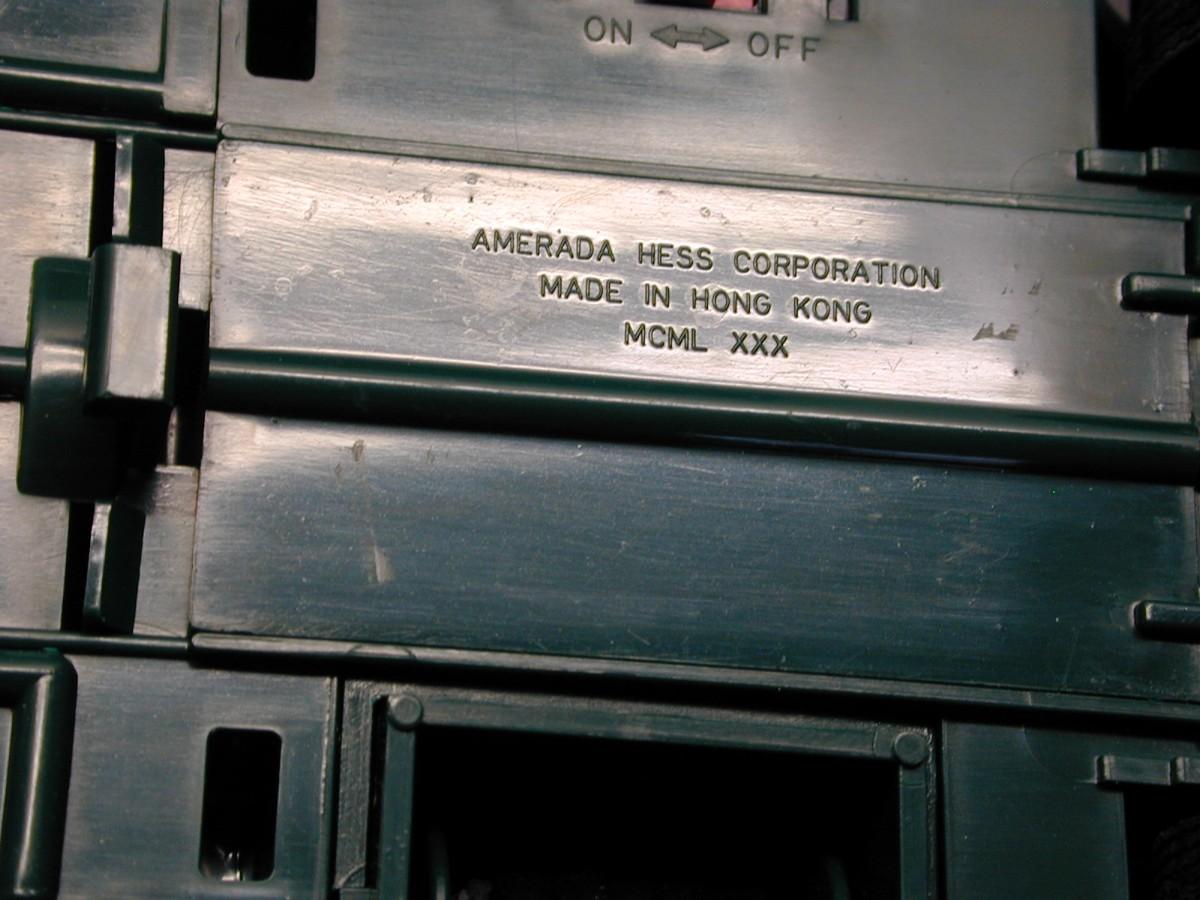 ON ⟷ OFF
AMERADA HESS CORPORATION
MADE IN HONG KONG
MCML XXX